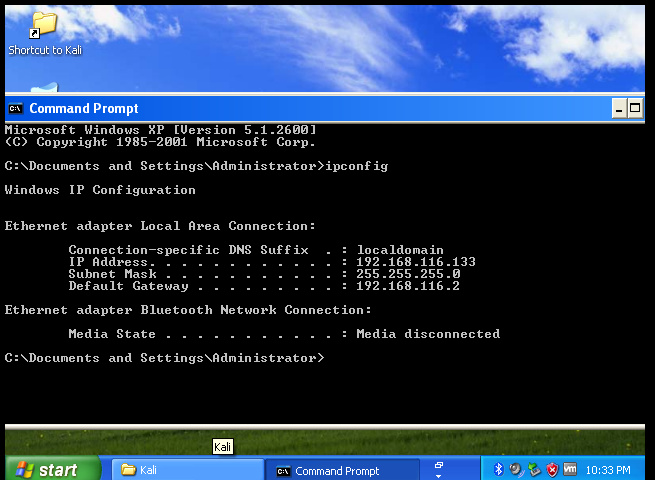 Shortcut to Kali
Command Prompt
Microsoft Windows XP [Version 5.1.2600]
(C) Copyright 1985-2001 Microsoft Corp.
C:\Documents and Settings\Administrator>ipconfig
Windows IP Configuration
Ethernet adapter Local Area Connection:
Connection-specific DNS Suffix  . : localdomain
IP Address. . . . . . . . . . . . : 192.168.116.133
Subnet Mask . . . . . . . . . . . : 255.255.255.0
Default Gateway . . . . . . . . . : 192.168.116.2
Ethernet adapter Bluetooth Network Connection:
Media State . . . . . . . . . . . : Media disconnected
C:\Documents and Settings\Administrator>
Kali
start
Kali
Command Prompt
vm
10:33 PM